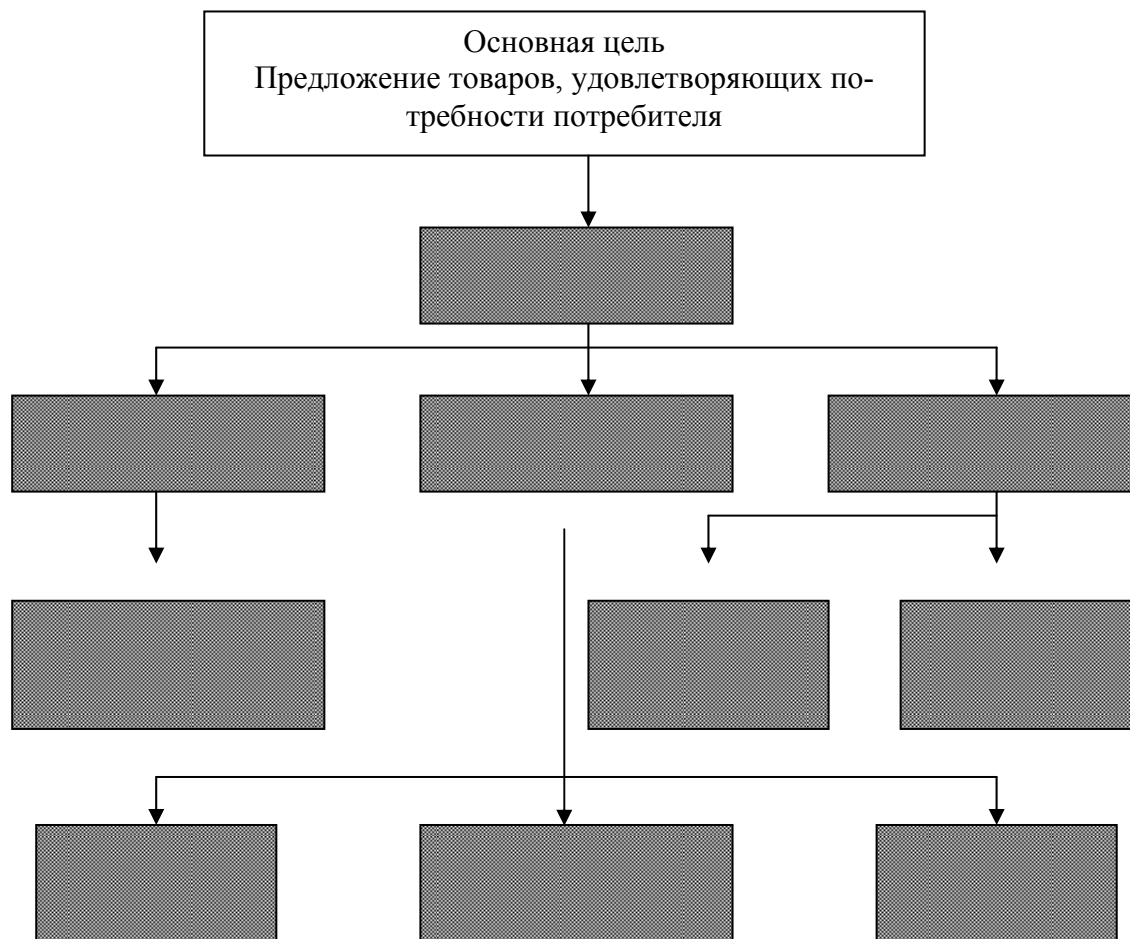 Основная цель
Предложение товаров, удовлетворяющих по-
требности потребителя